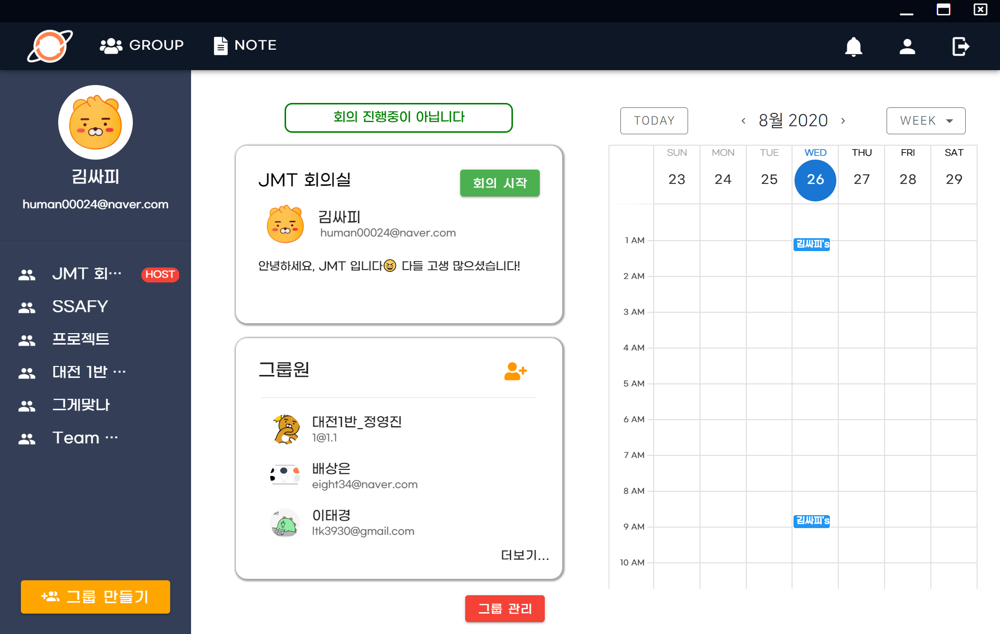 GROUP
NOTE
김싸피
human00024@naver.com
JMT 회…
HOST
SSAFY
프로젝트
대전 1반 …
그게맞나
Team …
그룹 만들기
회의 진행중이 아닙니다
JMT 회의실
회의 시작
김싸피
human00024@naver.com
안녕하세요, JMT 입니다😆 다들 고생 많으셨습니다!
그룹원
대전1반_정영진
1@1.1
배상은
eight34@naver.com
이태경
ltk3930@gmail.com
더보기...
그룹 관리
TODAY
‹ 8월 2020 ›
WEEK
SUN MON TUE WED THU FRI SAT
23 24 25 26 27 28 29
1 AM
김싸피's
2 AM
3 AM
4 AM
5 AM
6 AM
7 AM
8 AM
김싸피's
9 AM
10 AM